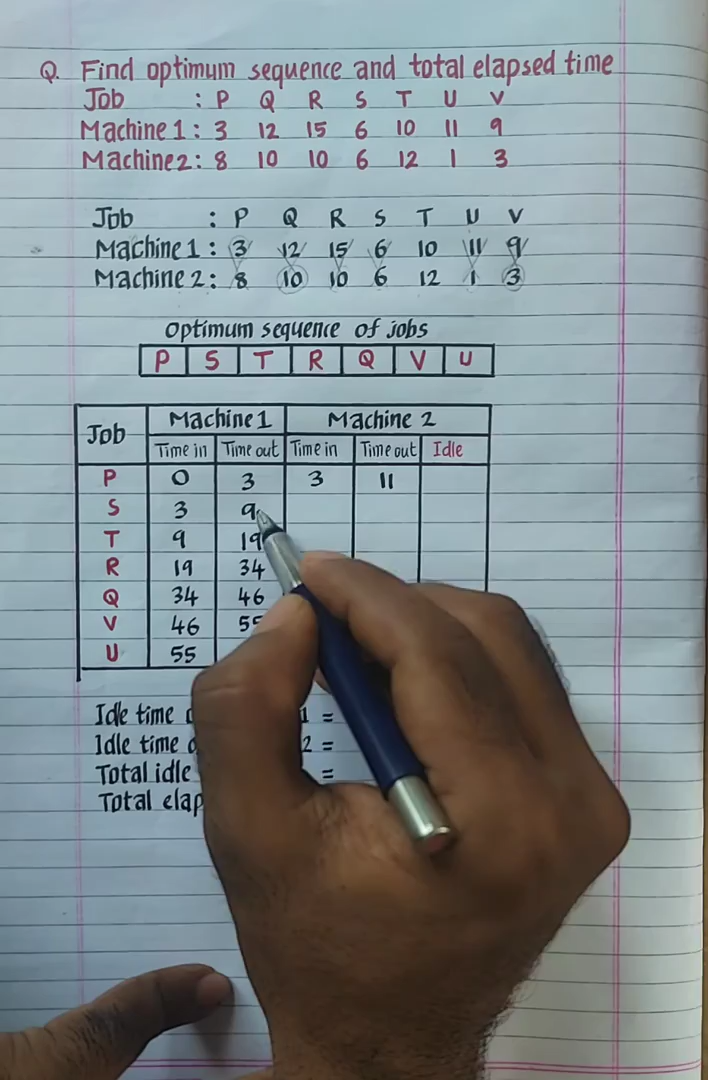 Q. Find optimum sequence and total elapsed time
Job : P Q R S T U V
Machine 1 : 3 12 15 6 10 11 9
Machine 2 : 8 10 10 6 12 1 3
Job : P Q R S T U V
Machine 1 : 3 12 15 6 10 11 9
Machine 2 : 8 10 10 6 12 1 3
Optimum sequence of jobs
P S T R Q V U
Job Machine 1 Machine 2
Time in Time out Time in Time out Idle
P 0 3 3 11
S 3 9
T 9 19
R 19 34
Q 34 46
V 46 55
U 55
Idle time 1 =
Idle time 2 =
Total idle =
Total